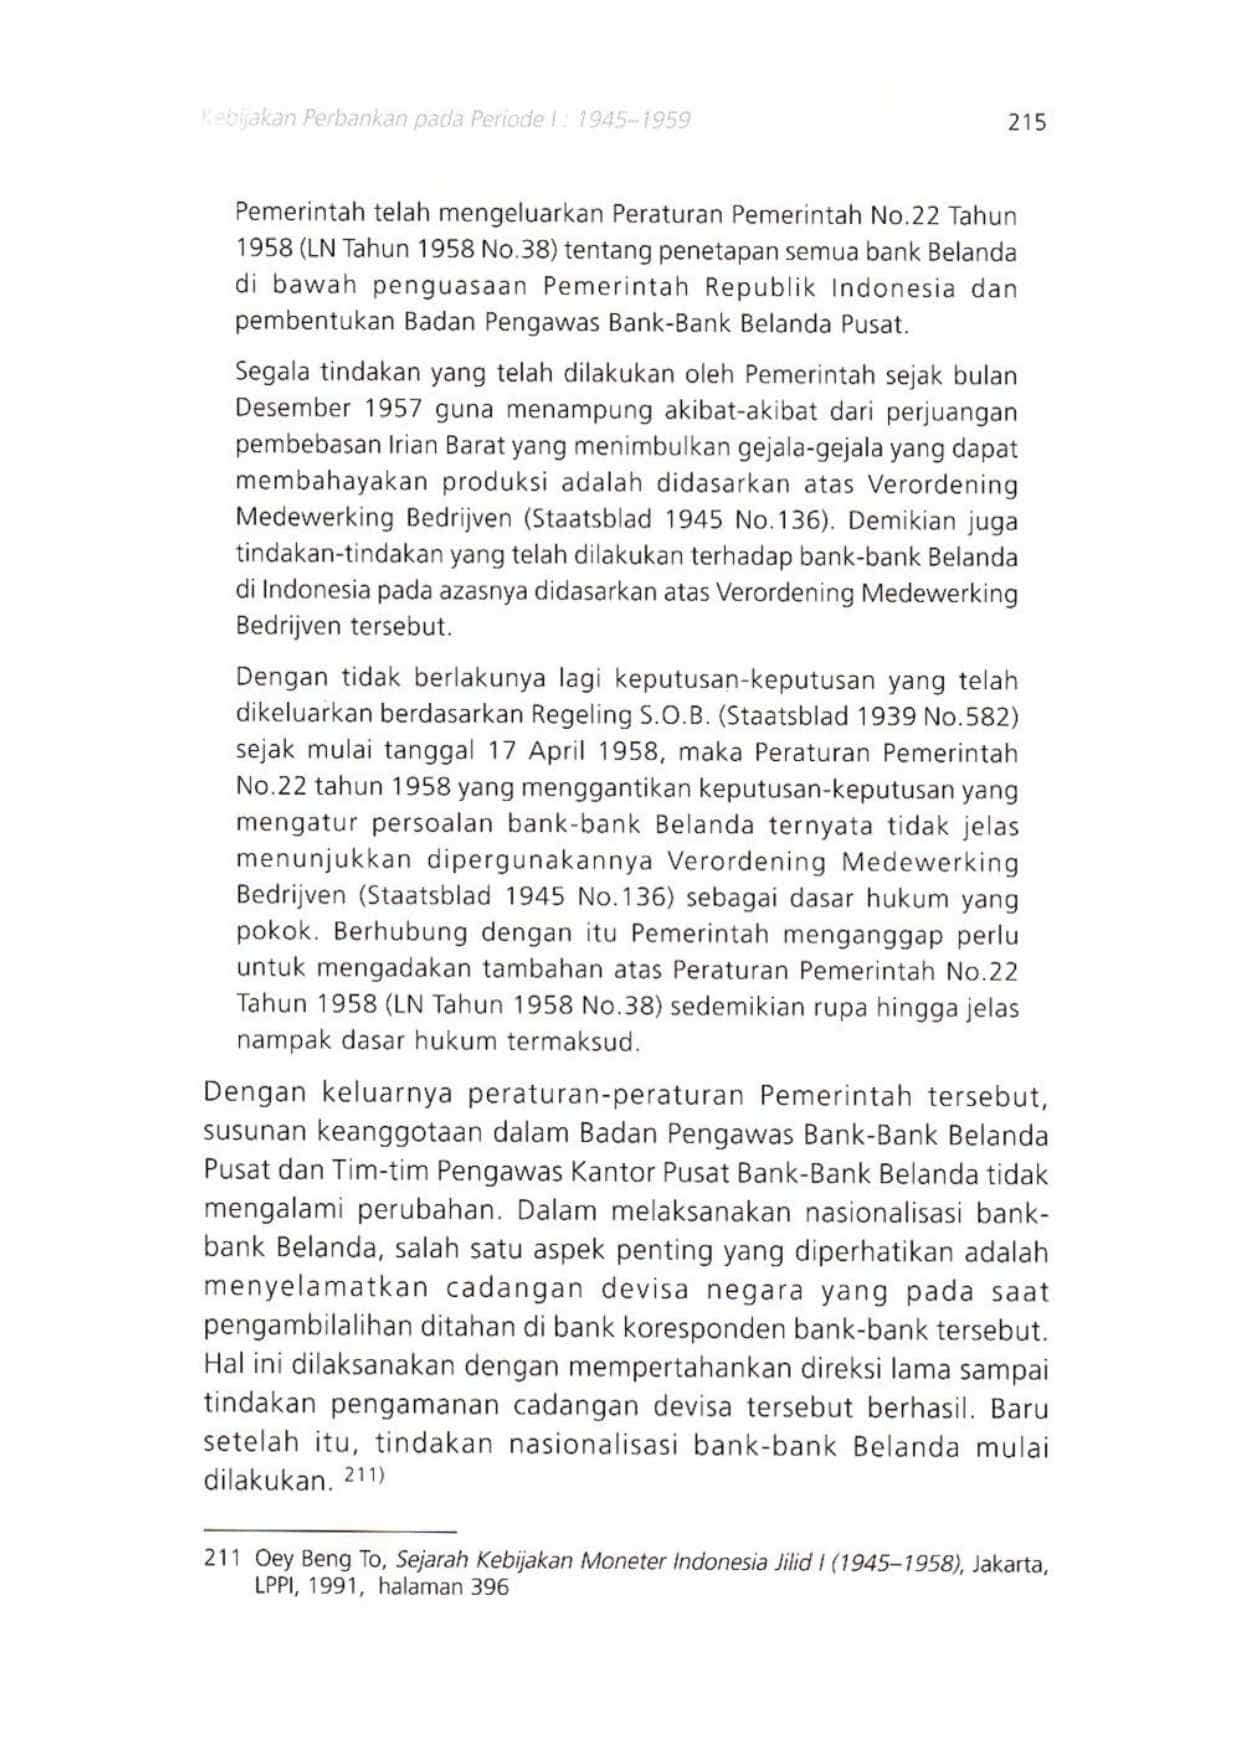 Kebijakan Perbankan pada Periode I : 1945–1959 215
Pemerintah telah mengeluarkan Peraturan Pemerintah No.22 Tahun
1958 (LN Tahun 1958 No.38) tentang penetapan semua bank Belanda
di bawah penguasaan Pemerintah Republik Indonesia dan
pembentukan Badan Pengawas Bank-Bank Belanda Pusat.
Segala tindakan yang telah dilakukan oleh Pemerintah sejak bulan
Desember 1957 guna menampung akibat-akibat dari perjuangan
pembebasan Irian Barat yang menimbulkan gejala-gejala yang dapat
membahayakan produksi adalah didasarkan atas Verordening
Medewerking Bedrijven (Staatsblad 1945 No.136). Demikian juga
tindakan-tindakan yang telah dilakukan terhadap bank-bank Belanda
di Indonesia pada azasnya didasarkan atas Verordening Medewerking
Bedrijven tersebut.
Dengan tidak berlakunya lagi keputusan-keputusan yang telah
dikeluarkan berdasarkan Regeling S.O.B. (Staatsblad 1939 No.582)
sejak mulai tanggal 17 April 1958, maka Peraturan Pemerintah
No.22 tahun 1958 yang menggantikan keputusan-keputusan yang
mengatur persoalan bank-bank Belanda ternyata tidak jelas
menunjukkan dipergunakannya Verordening Medewerking
Bedrijven (Staatsblad 1945 No.136) sebagai dasar hukum yang
pokok. Berhubung dengan itu Pemerintah menganggap perlu
untuk mengadakan tambahan atas Peraturan Pemerintah No.22
Tahun 1958 (LN Tahun 1958 No.38) sedemikian rupa hingga jelas
nampak dasar hukum termaksud.
Dengan keluarnya peraturan-peraturan Pemerintah tersebut,
susunan keanggotaan dalam Badan Pengawas Bank-Bank Belanda
Pusat dan Tim-tim Pengawas Kantor Pusat Bank-Bank Belanda tidak
mengalami perubahan. Dalam melaksanakan nasionalisasi bank-
bank Belanda, salah satu aspek penting yang diperhatikan adalah
menyelamatkan cadangan devisa negara yang pada saat
pengambilalihan ditahan di bank koresponden bank-bank tersebut.
Hal ini dilaksanakan dengan mempertahankan direksi lama sampai
tindakan pengamanan cadangan devisa tersebut berhasil. Baru
setelah itu, tindakan nasionalisasi bank-bank Belanda mulai
dilakukan. 211)
211 Oey Beng To, Sejarah Kebijakan Moneter Indonesia Jilid I (1945–1958), Jakarta,
LPPI, 1991, halaman 396